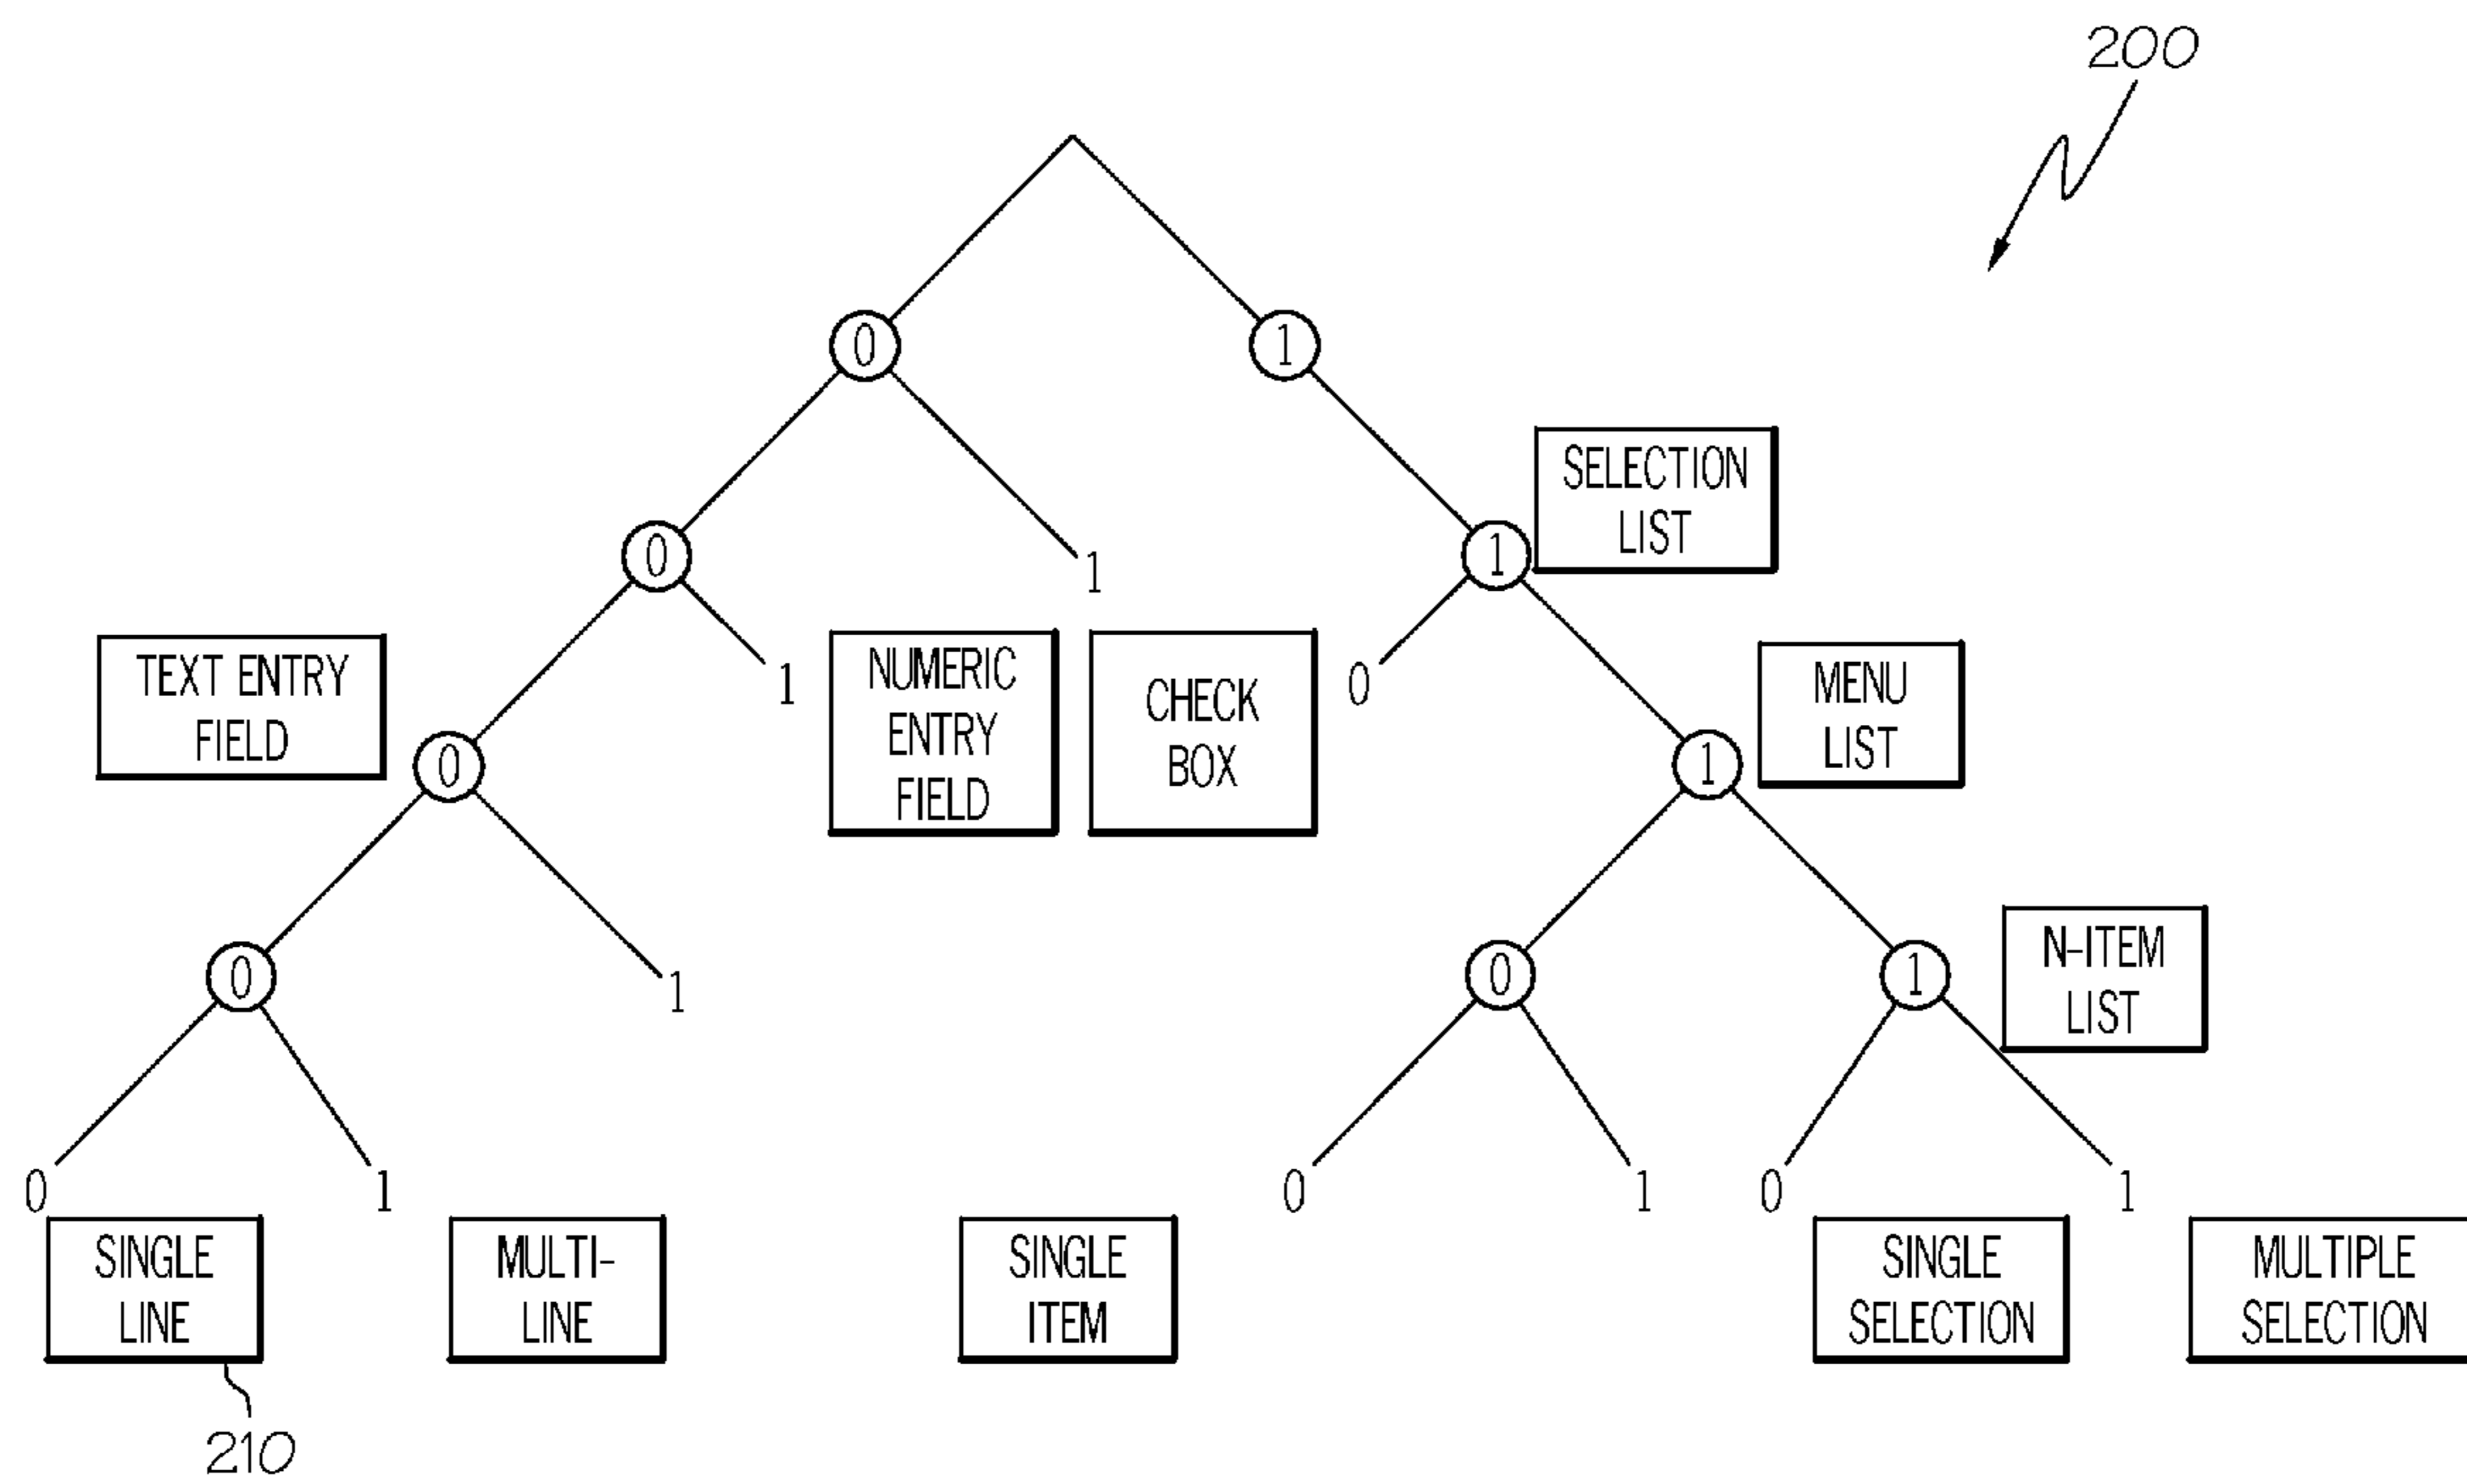 200
0
1
SELECTION
LIST
0
1
1
TEXT ENTRY
FIELD
1
NUMERIC
ENTRY
FIELD
CHECK
BOX
0
MENU
LIST
0
1
0
1
0
1
N-ITEM
LIST
0
1
0
1
0
1
SINGLE
LINE
MULTI-
LINE
SINGLE
ITEM
SINGLE
SELECTION
MULTIPLE
SELECTION
210